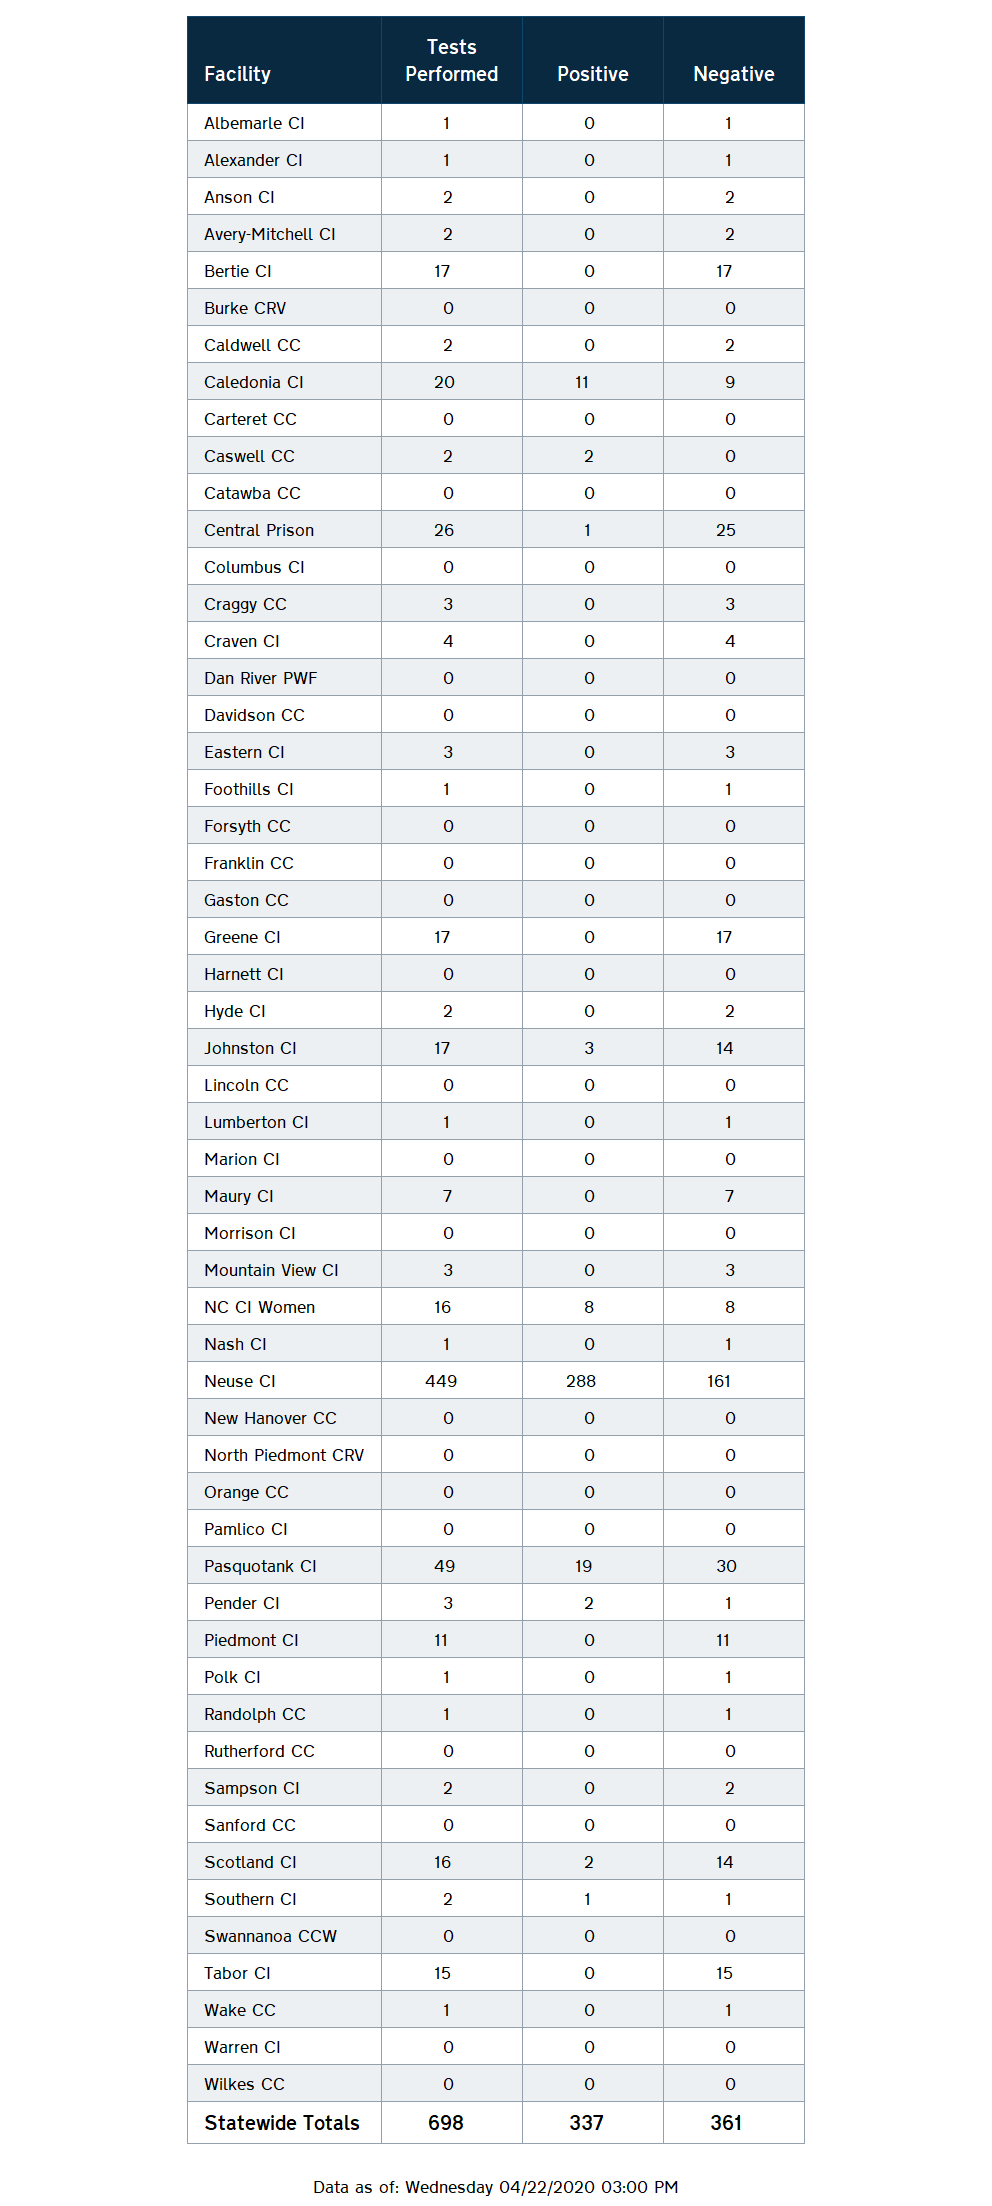 Facility Tests Performed Positive Negative
Albemarle CI 1 0 1
Alexander CI 1 0 1
Anson CI 2 0 2
Avery-Mitchell CI 2 0 2
Bertie CI 17 0 17
Burke CRV 0 0 0
Caldwell CC 2 0 2
Caledonia CI 20 11 9
Carteret CC 0 0 0
Caswell CC 2 2 0
Catawba CC 0 0 0
Central Prison 26 1 25
Columbus CI 0 0 0
Craggy CC 3 0 3
Craven CI 4 0 4
Dan River PWF 0 0 0
Davidson CC 0 0 0
Eastern CI 3 0 3
Foothills CI 1 0 1
Forsyth CC 0 0 0
Franklin CC 0 0 0
Gaston CC 0 0 0
Greene CI 17 0 17
Harnett CI 0 0 0
Hyde CI 2 0 2
Johnston CI 17 3 14
Lincoln CC 0 0 0
Lumberton CI 1 0 1
Marion CI 0 0 0
Maury CI 7 0 7
Morrison CI 0 0 0
Mountain View CI 3 0 3
NC CI Women 16 8 8
Nash CI 1 0 1
Neuse CI 449 288 161
New Hanover CC 0 0 0
North Piedmont CRV 0 0 0
Orange CC 0 0 0
Pamlico CI 0 0 0
Pasquotank CI 49 19 30
Pender CI 3 2 1
Piedmont CI 11 0 11
Polk CI 1 0 1
Randolph CC 1 0 1
Rutherford CC 0 0 0
Sampson CI 2 0 2
Sanford CC 0 0 0
Scotland CI 16 2 14
Southern CI 2 1 1
Swannanoa CCW 0 0 0
Tabor CI 15 0 15
Wake CC 1 0 1
Warren CI 0 0 0
Wilkes CC 0 0 0
Statewide Totals 698 337 361
Data as of: Wednesday 04/22/2020 03:00 PM